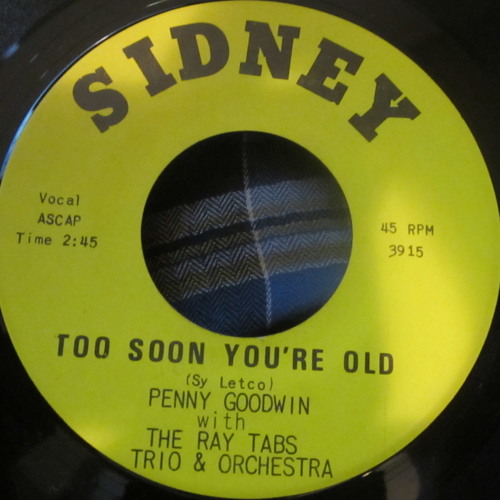 SIDNEY
Vocal
ASCAP
Time 2:45
45 RPM
3915
TOO SOON YOU'RE OLD
(Sy Letco)
PENNY GOODWIN
with
THE RAY TABS
TRIO & ORCHESTRA